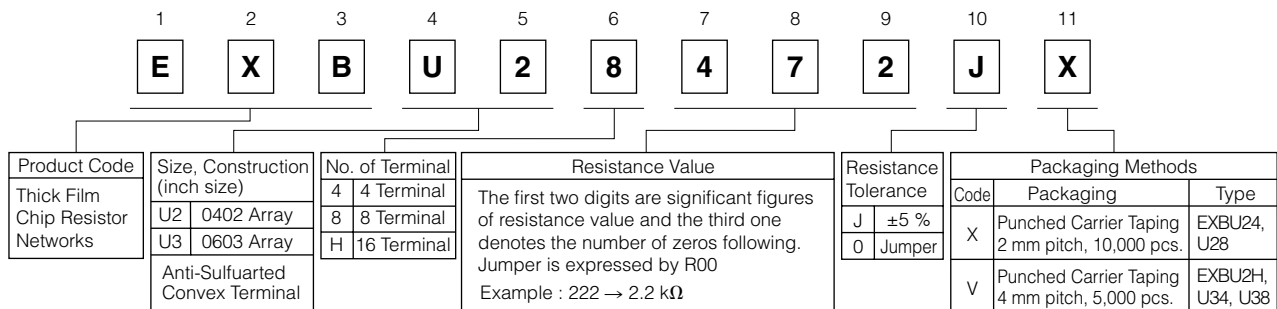 1 2 3 4 5 6 7 8 9 10 11
E X B U 2 8 4 7 2 J X
Product Code
Thick Film
Chip Resistor
Networks
Size, Construction
(inch size)
U2 0402 Array
U3 0603 Array
Anti-Sulfuarted
Convex Terminal
No. of Terminal
4 4 Terminal
8 8 Terminal
H 16 Terminal
Resistance Value
The first two digits are significant figures
of resistance value and the third one
denotes the number of zeros following.
Jumper is expressed by R00
Example : 222 → 2.2 kΩ
Resistance
Tolerance
J ±5 %
0 Jumper
Packaging Methods
Code Packaging Type
X Punched Carrier Taping 2 mm pitch, 10,000 pcs. EXBU24, U28
V Punched Carrier Taping 4 mm pitch, 5,000 pcs. EXBU2H, U34, U38